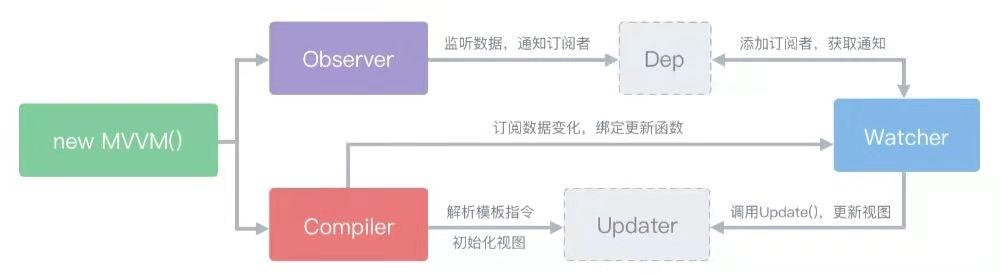 Observer
监听数据，通知订阅者
Dep
添加订阅者，获取通知
new MVVM()
订阅数据变化，绑定更新函数
Watcher
Compiler
解析模板指令
初始化视图
Updater
调用Update()，更新视图